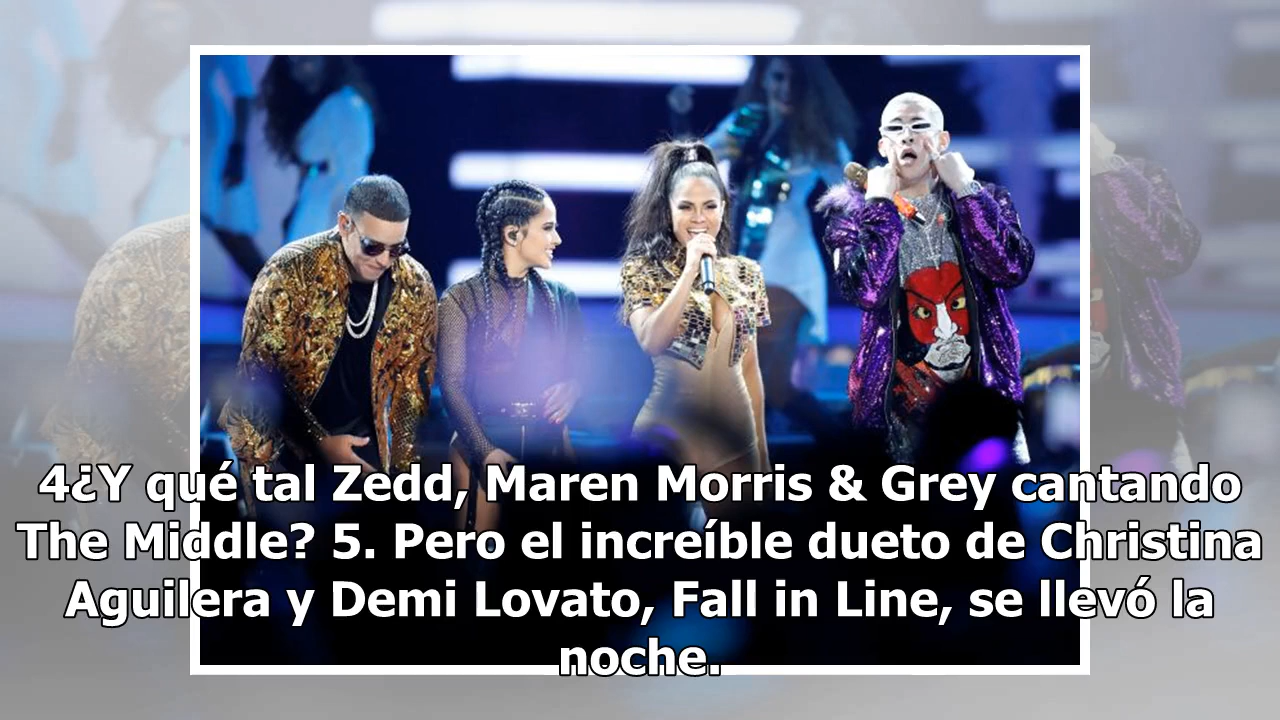 4¿Y qué tal Zedd, Maren Morris & Grey cantando
The Middle? 5. Pero el increíble dueto de Christina
Aguilera y Demi Lovato, Fall in Line, se llevó la
noche.